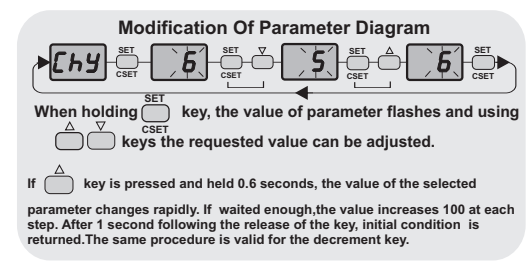 Modification Of Parameter Diagram
SET SET ▽ SET △ SET
Chy 6 5 6
CSET CSET CSET CSET
SET
When holding key, the value of parameter flashes and using
△ ▽ CSET
keys the requested value can be adjusted.
△
If key is pressed and held 0.6 seconds, the value of the selected
parameter changes rapidly. If waited enough,the value increases 100 at each
step. After 1 second following the release of the key, initial condition is
returned.The same procedure is valid for the decrement key.